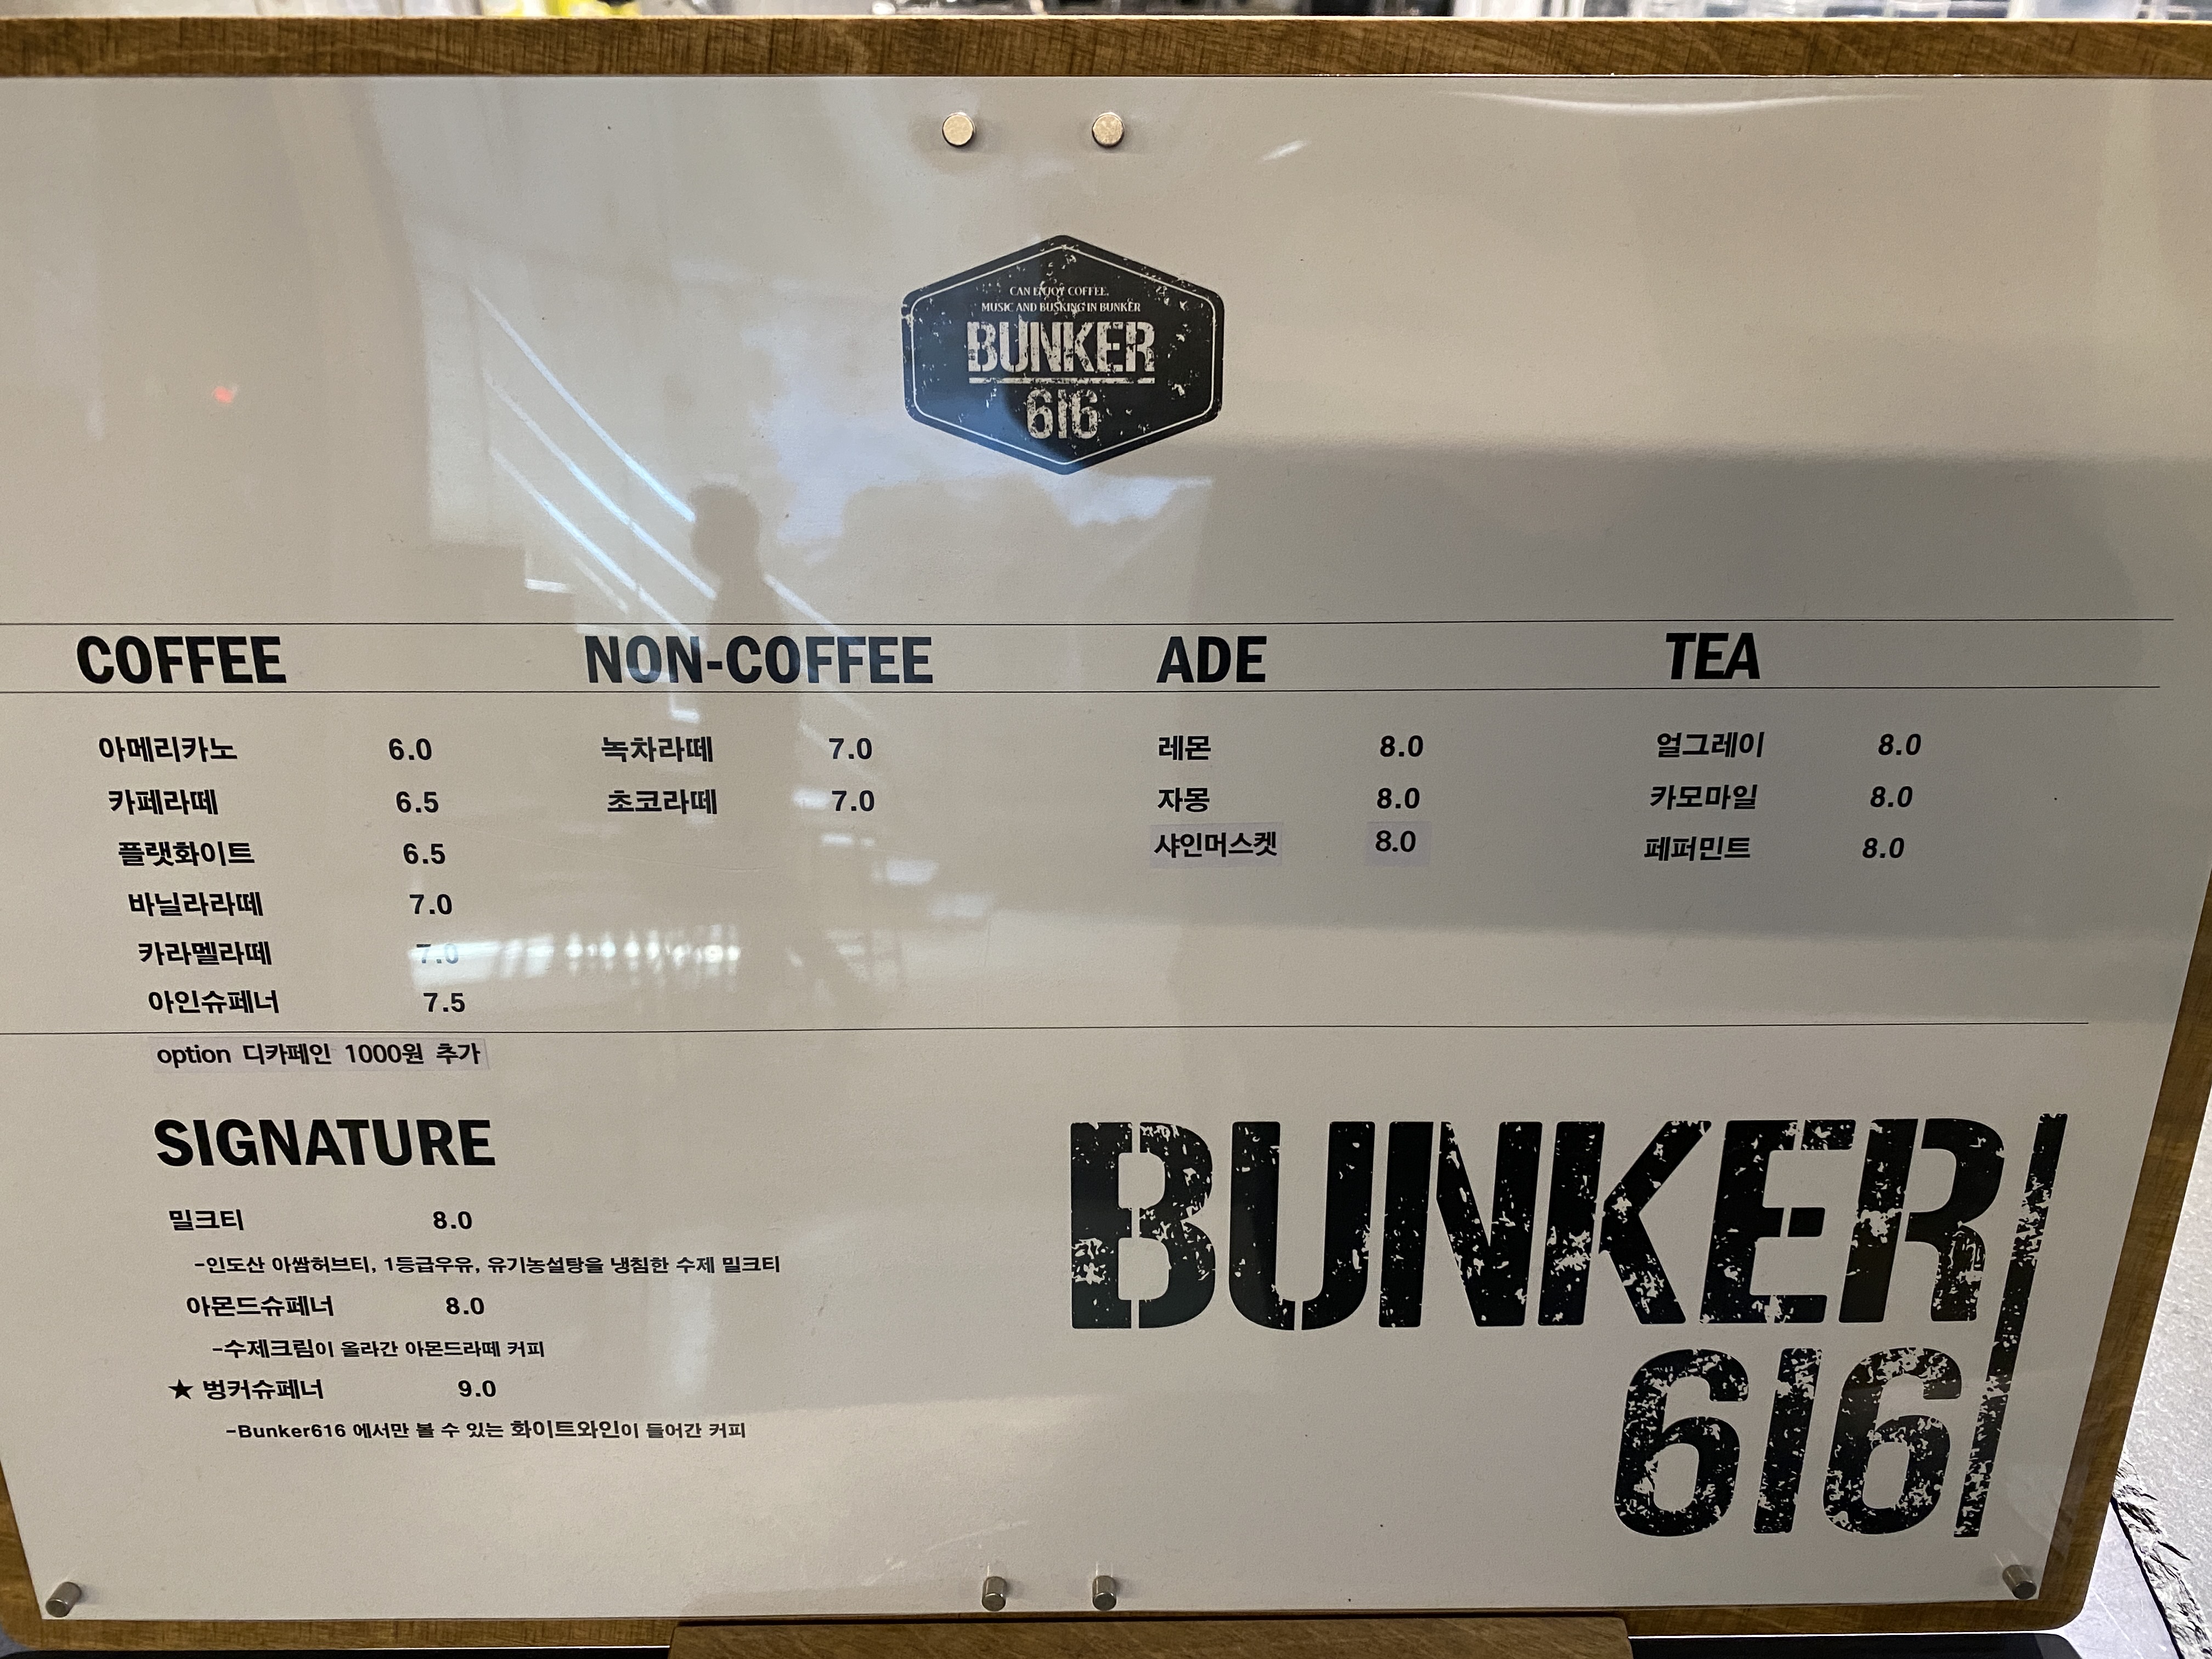 CAN ENJOY COFFEE,
MUSIC AND BUSKING IN BUNKER
BUNKER
616
COFFEE
아메리카노 6.0
카페라떼 6.5
플랫화이트 6.5
바닐라라떼 7.0
카라멜라떼 7.0
아인슈페너 7.5
option 디카페인 1000원 추가
NON-COFFEE
녹차라떼 7.0
초코라떼 7.0
ADE
레몬 8.0
자몽 8.0
샤인머스켓 8.0
TEA
얼그레이 8.0
카모마일 8.0
페퍼민트 8.0
SIGNATURE
밀크티 8.0
-인도산 아쌈허브티, 1등급우유, 유기농설탕을 냉침한 수제 밀크티
아몬드슈페너 8.0
-수제크림이 올라간 아몬드라떼 커피
★ 벙커슈페너 9.0
-Bunker616 에서만 볼 수 있는 화이트와인이 들어간 커피
BUNKER
616